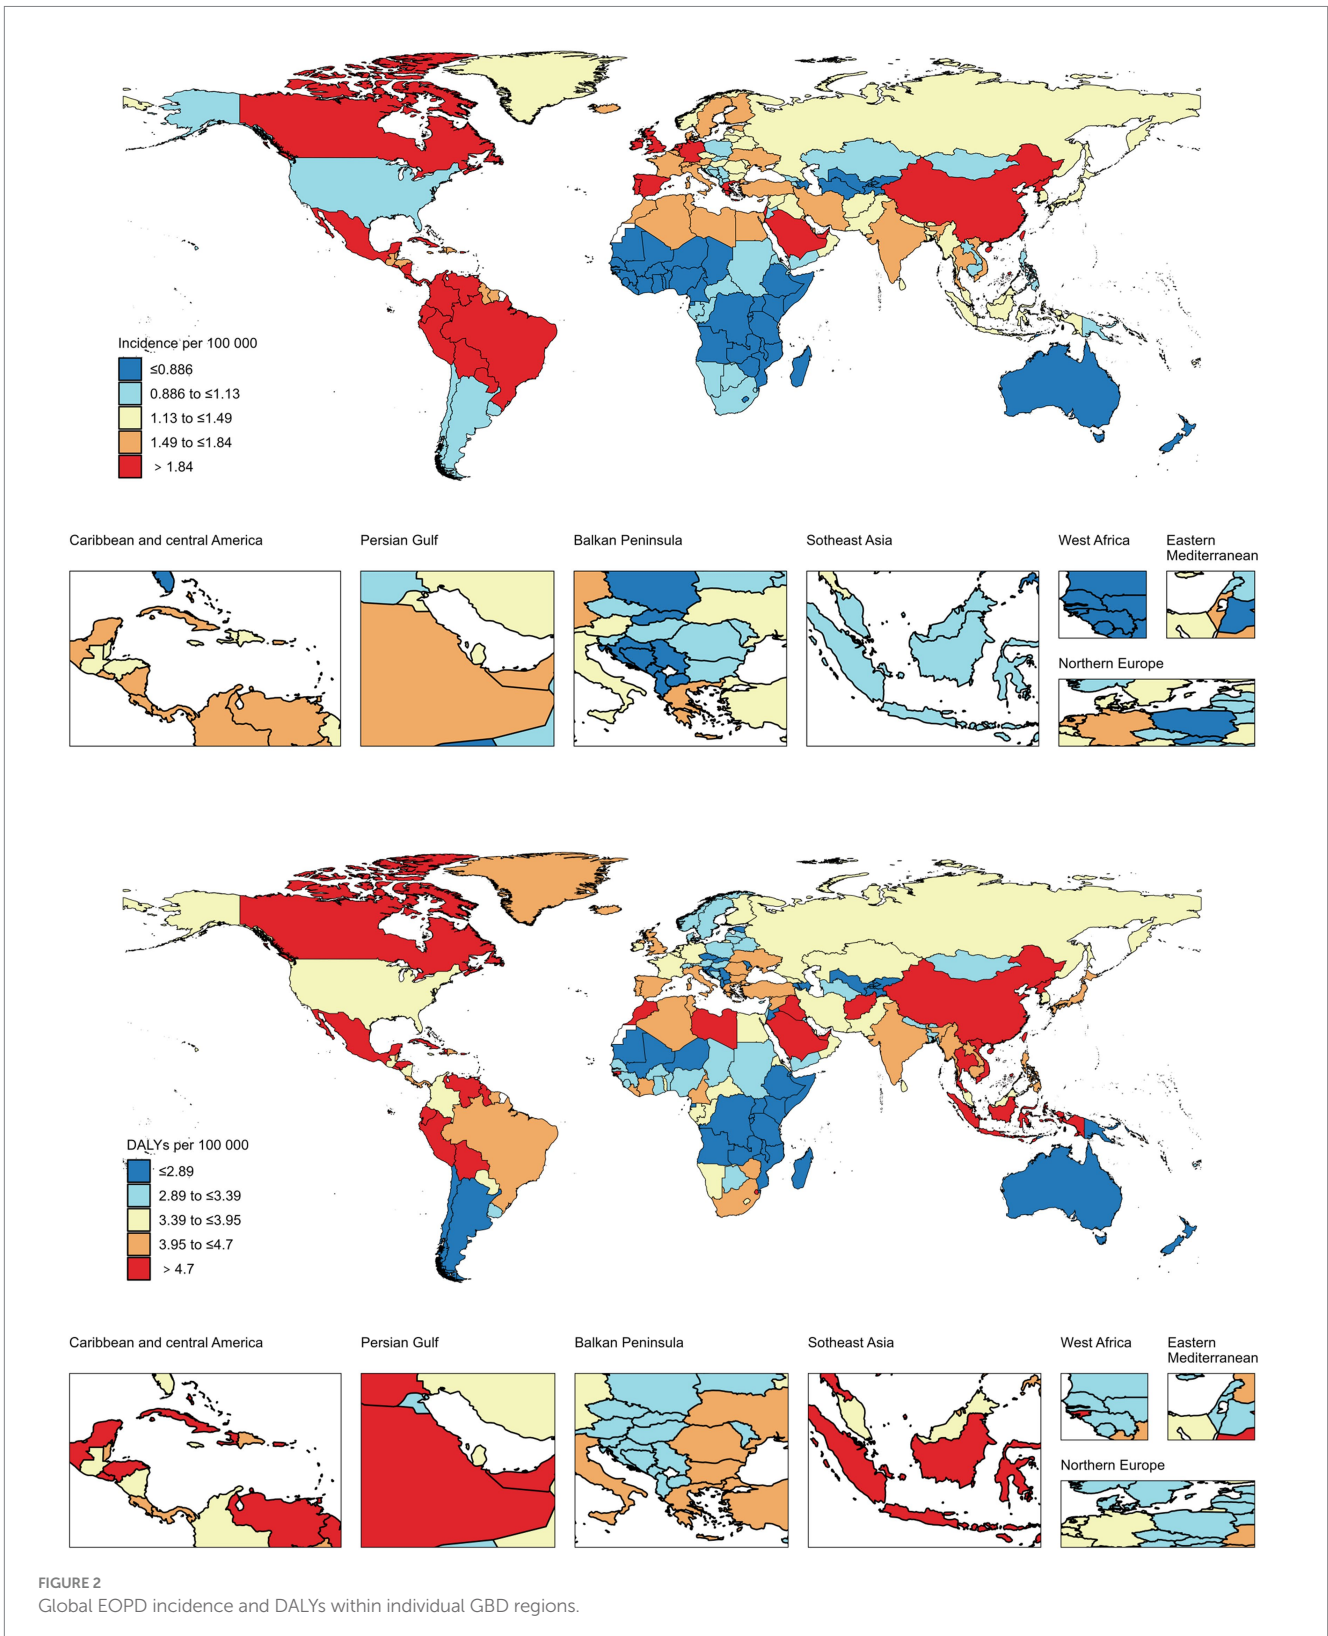 Incidence per 100 000
≤0.886
0.886 to ≤1.13
1.13 to ≤1.49
1.49 to ≤1.84
> 1.84
Caribbean and central America
Persian Gulf
Balkan Peninsula
Sotheast Asia
West Africa
Eastern
Mediterranean
Northern Europe
DALYs per 100 000
≤2.89
2.89 to ≤3.39
3.39 to ≤3.95
3.95 to ≤4.7
> 4.7
Caribbean and central America
Persian Gulf
Balkan Peninsula
Sotheast Asia
West Africa
Eastern
Mediterranean
Northern Europe
FIGURE 2
Global EOPD incidence and DALYs within individual GBD regions.